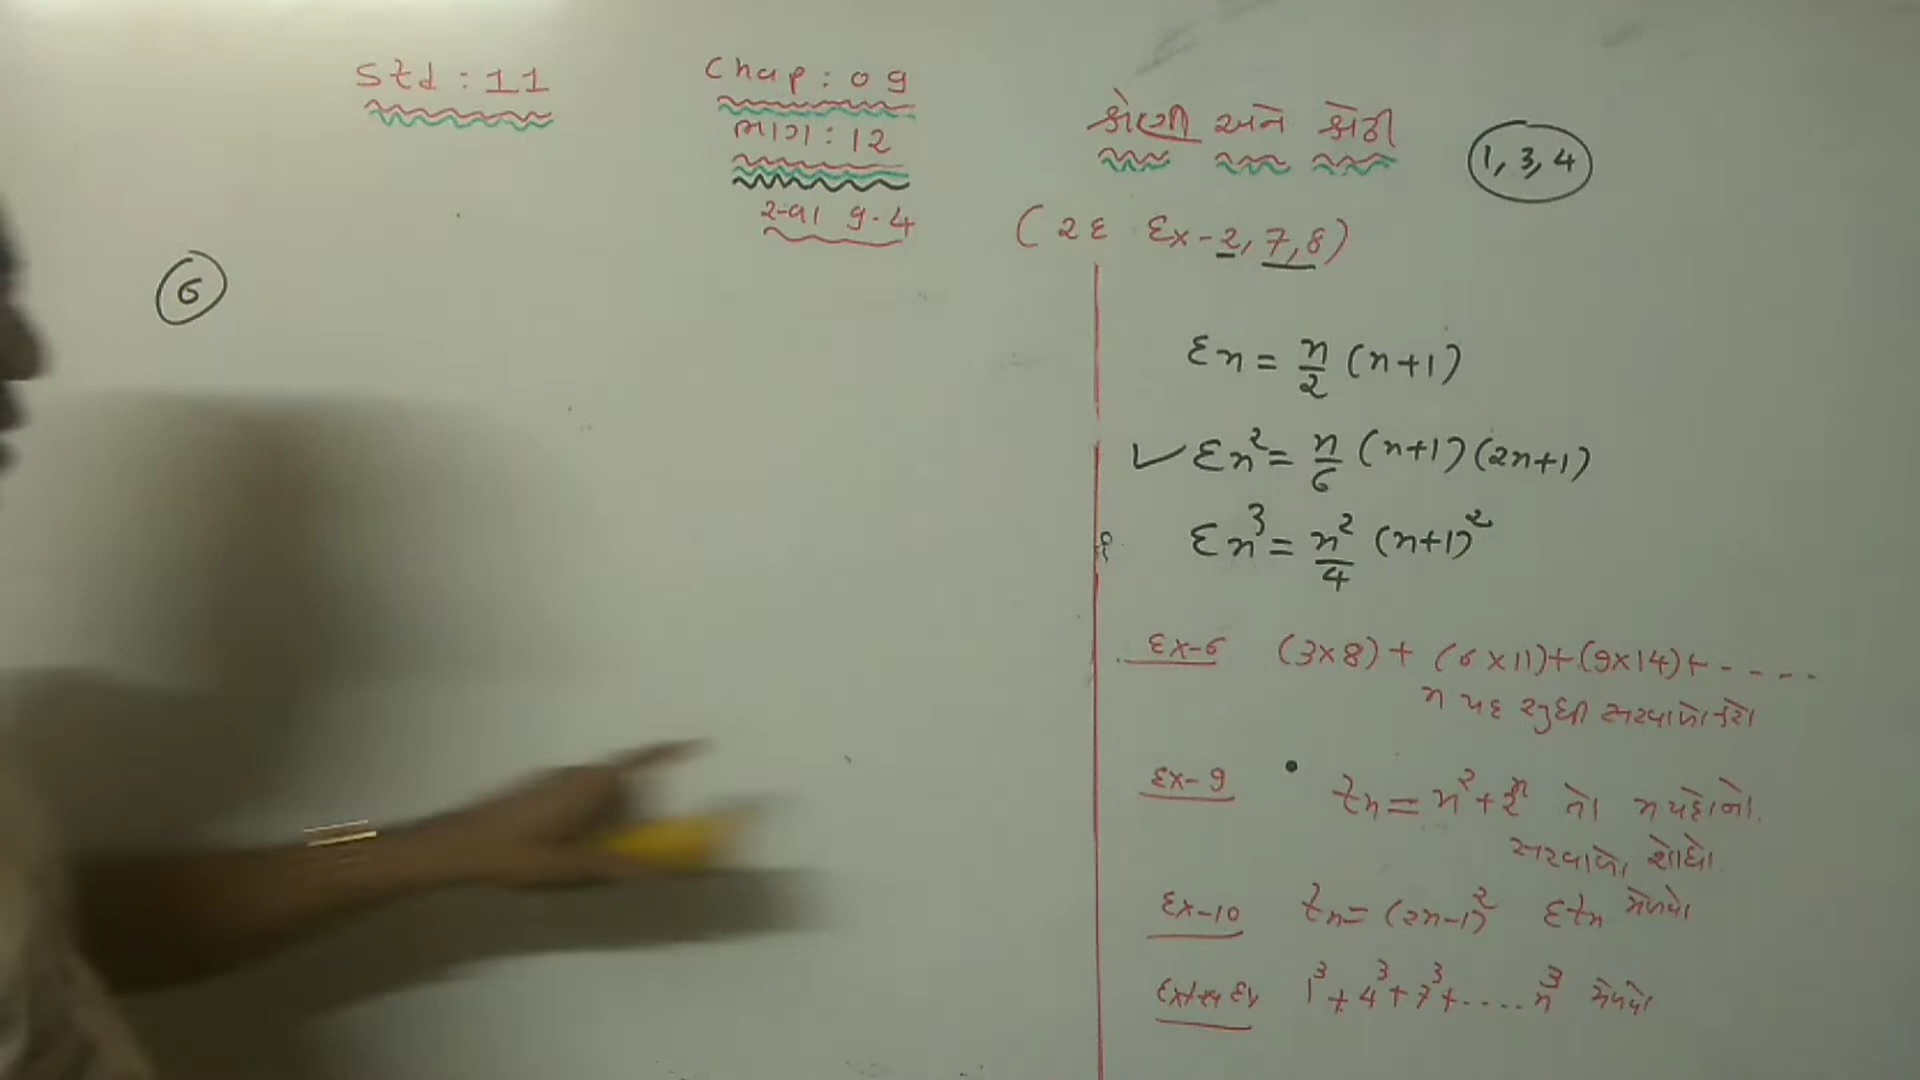 Std : 11
Chap : 09
ભાગ : 12
સ્વા 9.4
શ્રેણી અને શ્રેઢી
1, 3, 4
(રદ Ex-2, 7, 8)
6
Σn = n/2 (n+1)
✓ Σn² = n/6 (n+1)(2n+1)
Σn³ = n²/4 (n+1)²
Ex-6 (3×8) + (6×11)+(9×14)+ - - - -
n પદ સુધી સરવાળો કરો
Ex-9 • tn = n²+2ⁿ નો n પદોનો
સરવાળો શોધો.
Ex-10 tn = (2n-1)² Σtn મેળવો
Extra Ex 1³ + 4³ + 7³ + .... n³ મેળવો